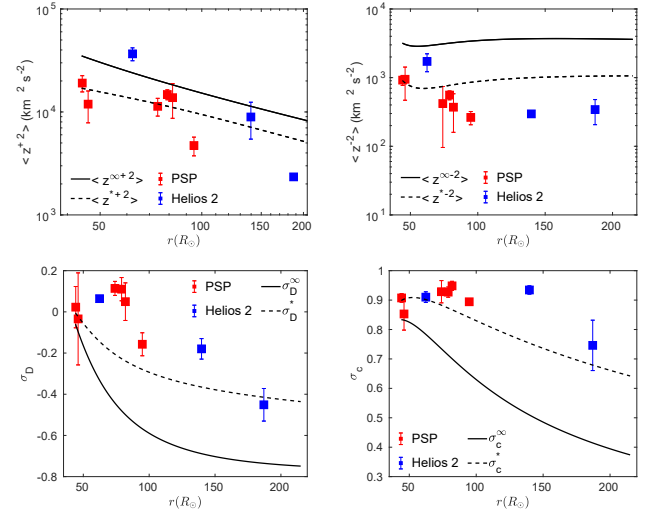 10^5
10^4
10^3
< z^{+2} > (km^2 s^{-2})
< z^{∞+2} >
< z^{*+2} >
PSP
Helios 2
50 100 150 200
r(R_⊙)
10^4
10^3
10^2
10^1
< z^{-2} > (km^2 s^{-2})
< z^{∞-2} >
< z^{*-2} >
PSP
Helios 2
50 100 150 200
r(R_⊙)
0.2
0
-0.2
-0.4
-0.6
-0.8
σ_D
PSP
Helios 2
σ_D^∞
σ_D^*
50 100 150 200
r(R_⊙)
1
0.9
0.8
0.7
0.6
0.5
0.4
0.3
σ_c
PSP
Helios 2
σ_c^∞
σ_c^*
50 100 150 200
r(R_⊙)